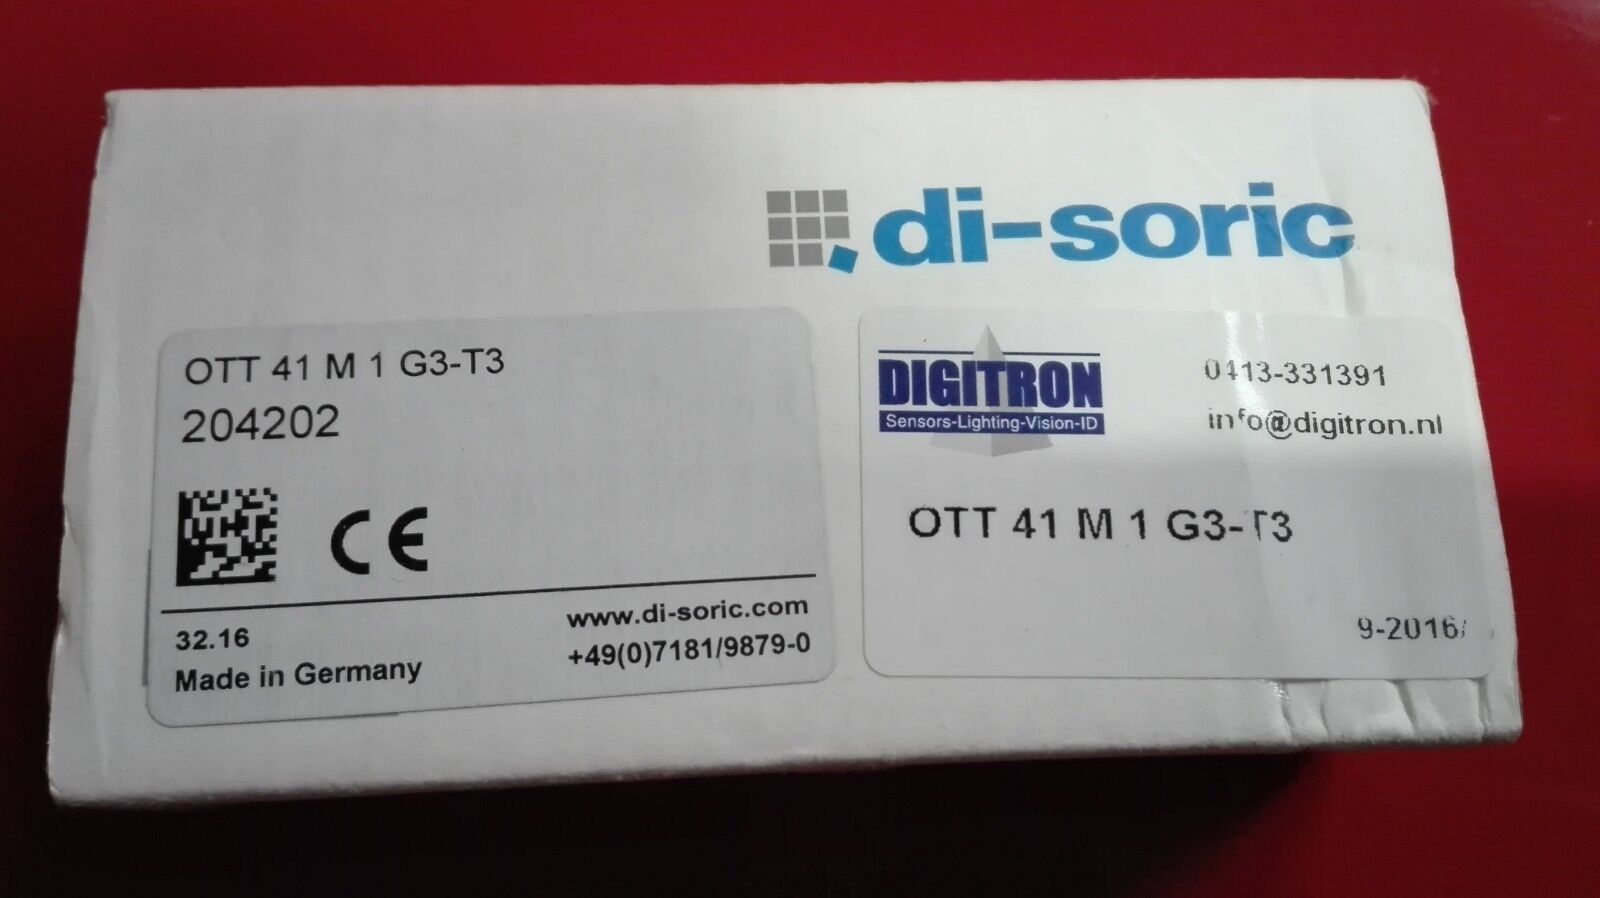 di-soric
OTT 41 M 1 G3-T3
204202
CE
32.16
Made in Germany
www.di-soric.com
+49(0)7181/9879-0
DIGITRON
Sensors-Lighting-Vision-ID
0413-331391
info@digitron.nl
OTT 41 M 1 G3-T3
9-2016/